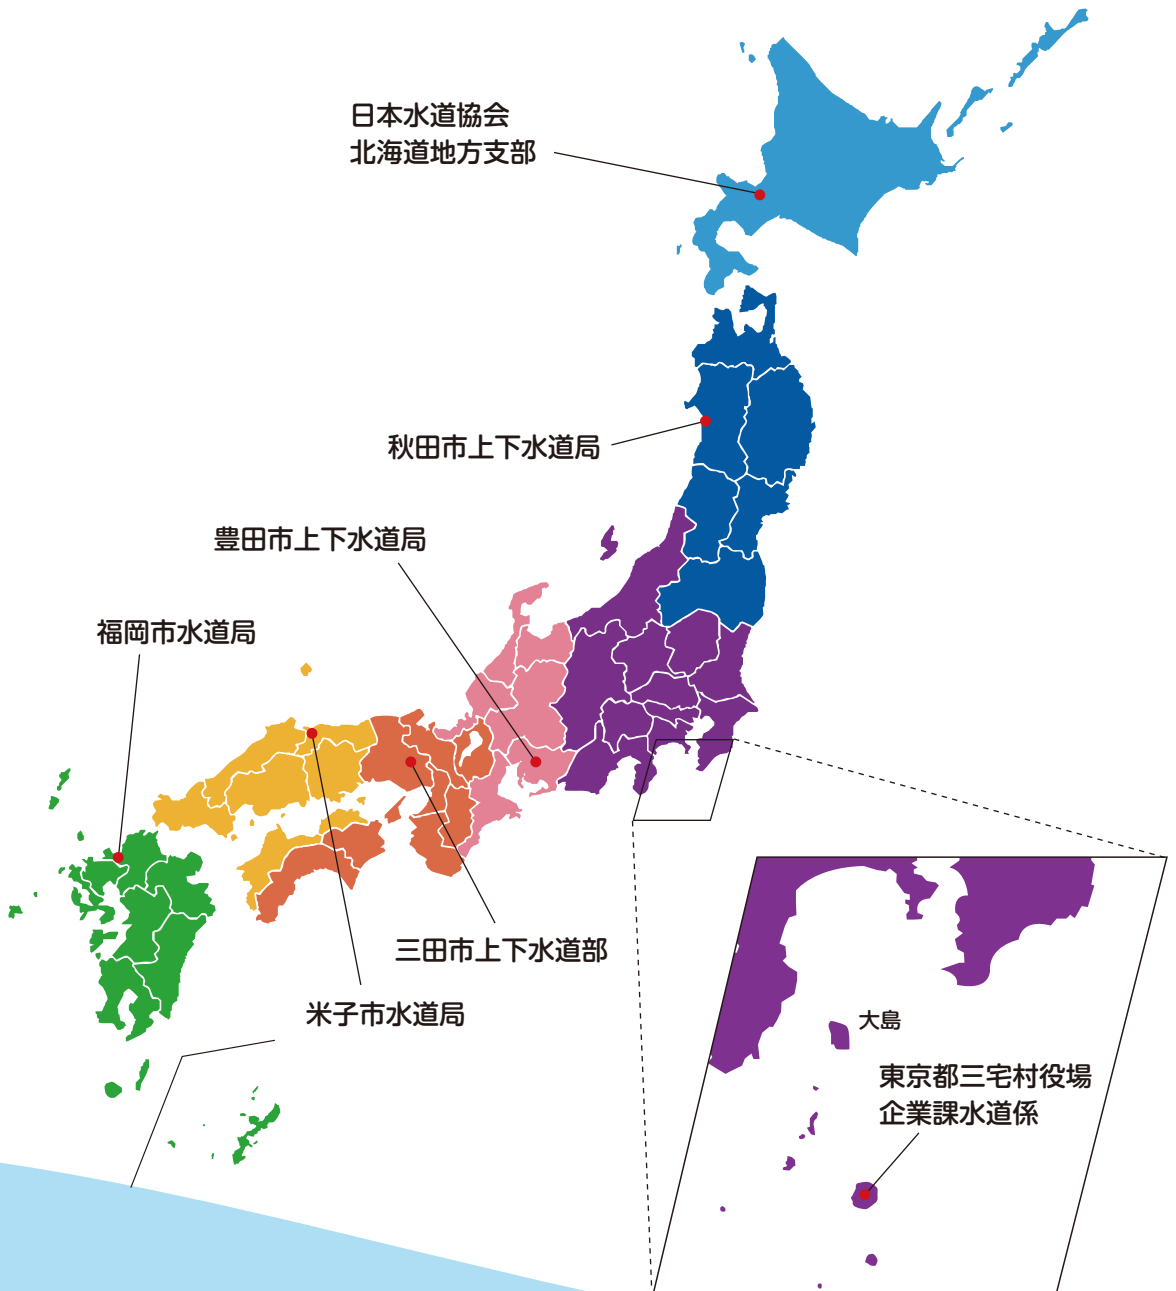 日本水道協会
北海道地方支部
秋田市上下水道局
豊田市上下水道局
福岡市水道局
三田市上下水道部
米子市水道局
大島
東京都三宅村役場
企業課水道係